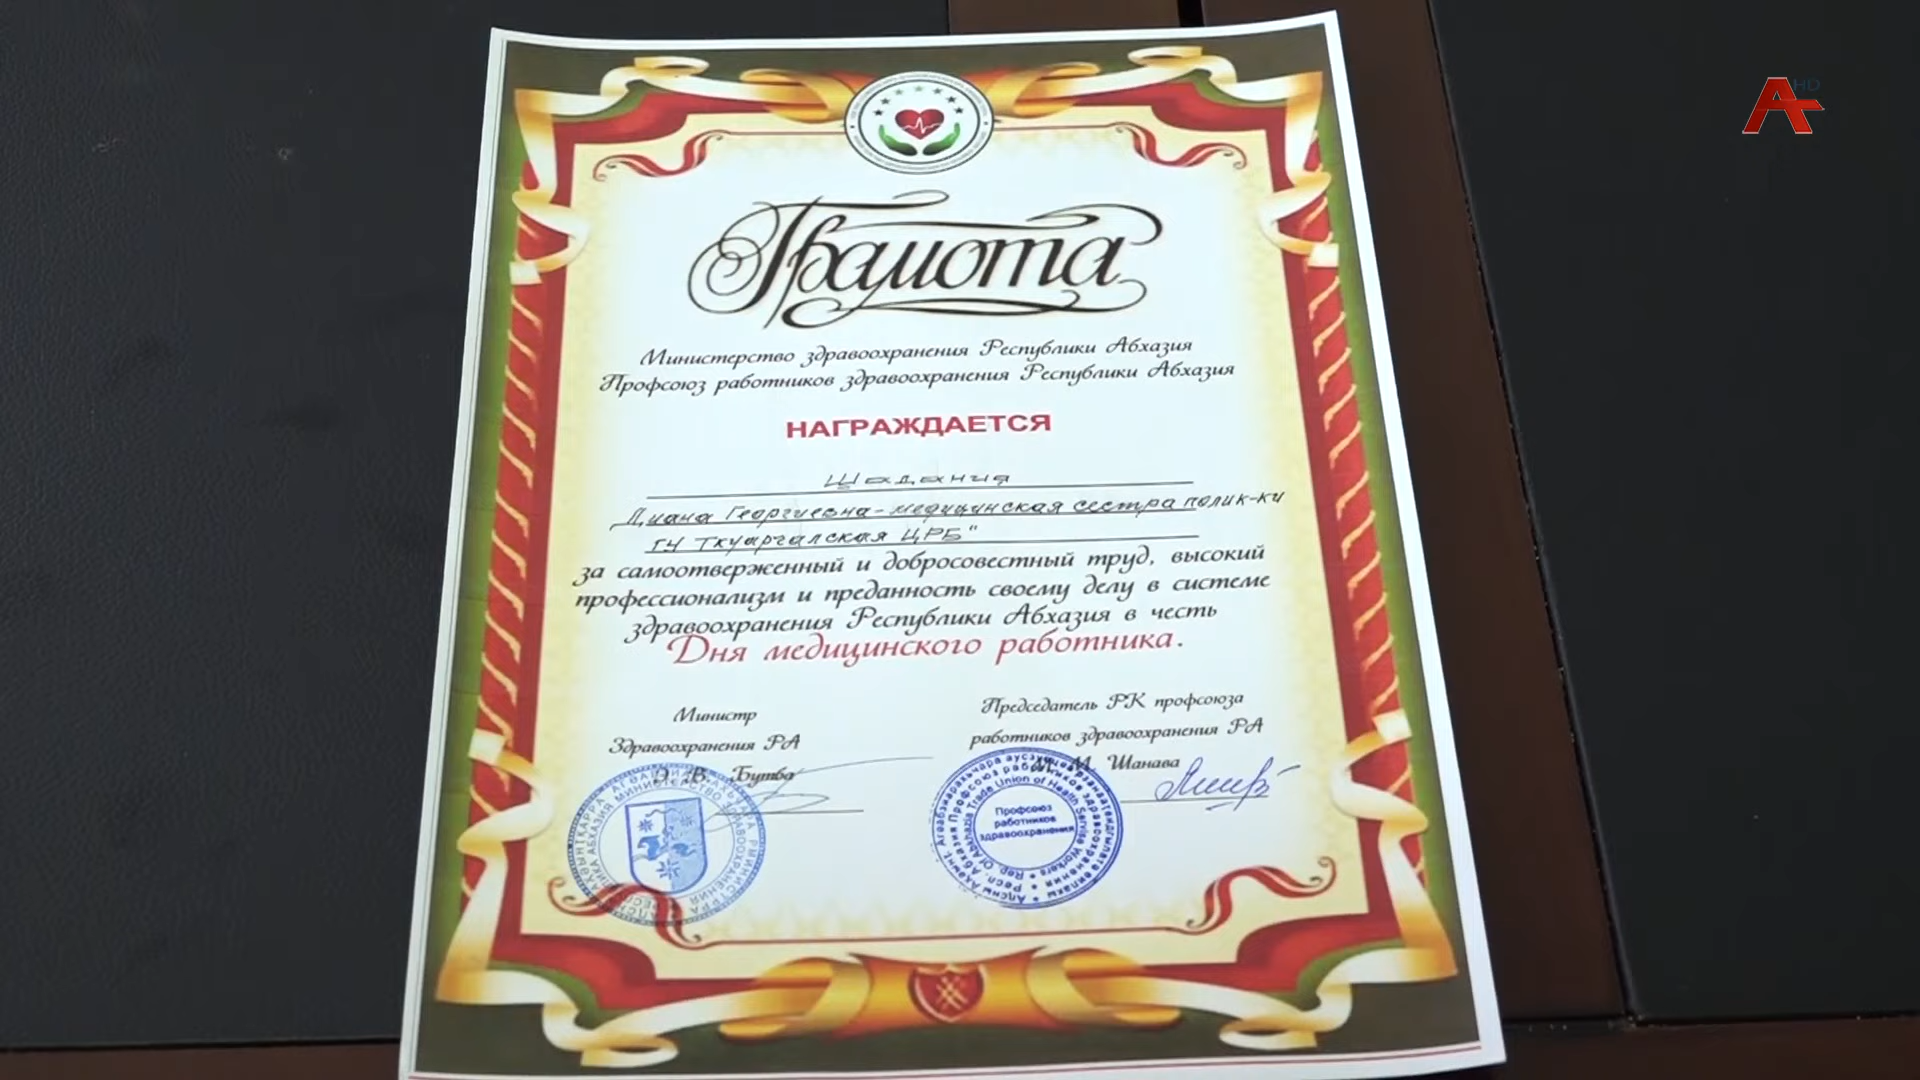 HD
Грамота
Министерство здравоохранения Республики Абхазия
Профсоюз работников здравоохранения Республики Абхазия
НАГРАЖДАЕТСЯ
Шадания
Диана Георгиевна - медицинская сестра полик-ки
ГУ Ткуарчалская ЦРБ"
за самоотверженный и добросовестный труд, высокий
профессионализм и преданность своему делу в системе
здравоохранения Республики Абхазия в честь
Дня медицинского работника.
Министр
Здравоохранения РА
Э. В. Бутба
Председатель РК профсоюза
работников здравоохранения РА
М. М. Шанава
Профсоюз
работников
здравоохранения